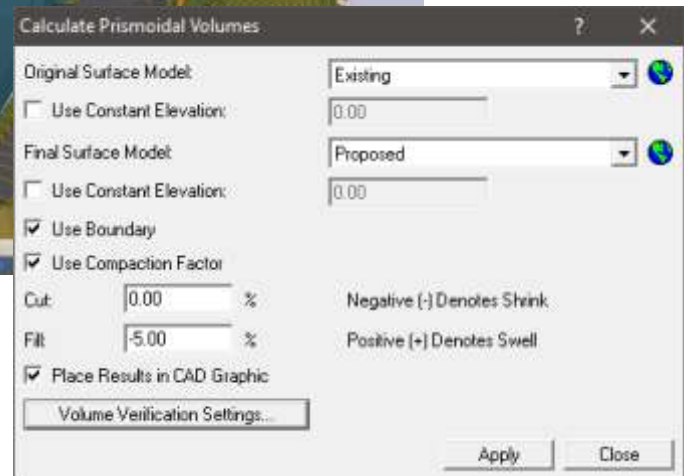 Calculate Prismoidal Volumes ? ×
Original Surface Model: Existing
Use Constant Elevation: 0.00
Final Surface Model: Proposed
Use Constant Elevation: 0.00
Use Boundary
Use Compaction Factor
Cut: 0.00 % Negative (-) Denotes Shrink
Fill: -5.00 % Positive (+) Denotes Swell
Place Results in CAD Graphic
Volume Verification Settings...
Apply Close